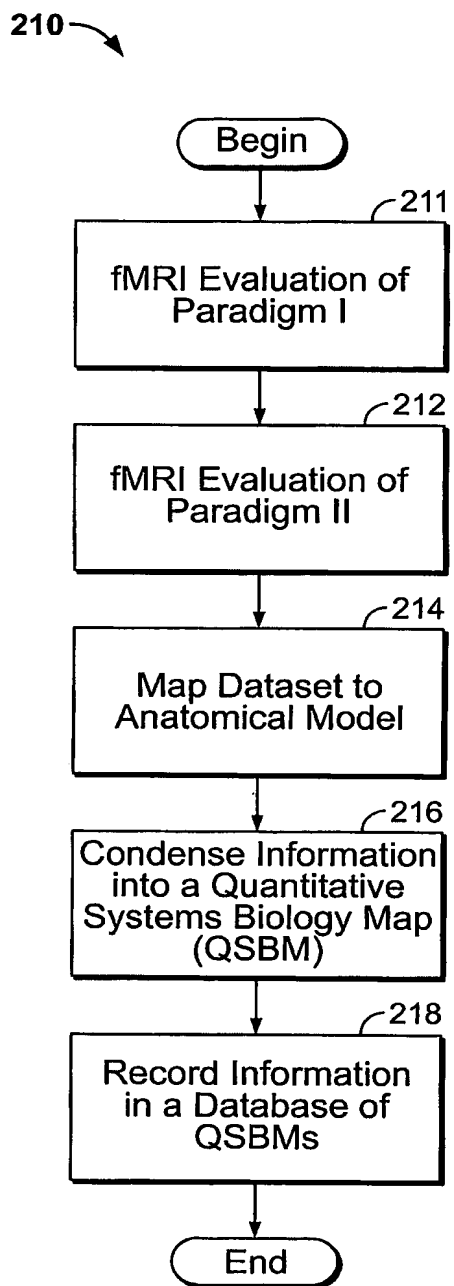 210
Begin
211
fMRI Evaluation of
Paradigm I
212
fMRI Evaluation of
Paradigm II
214
Map Dataset to
Anatomical Model
216
Condense Information
into a Quantitative
Systems Biology Map
(QSBM)
218
Record Information
in a Database of
QSBMs
End